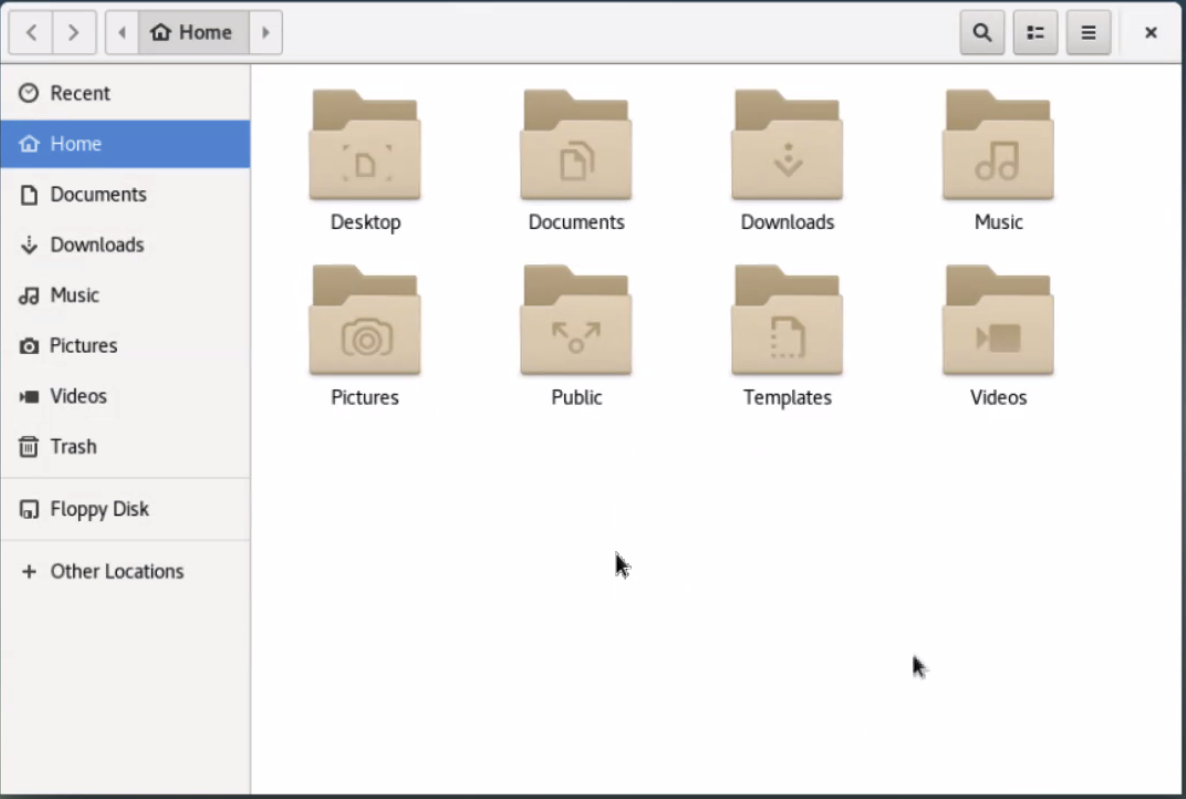 Home
Recent
Home
Documents
Downloads
Music
Pictures
Videos
Trash
Floppy Disk
Other Locations
Desktop
Documents
Downloads
Music
Pictures
Public
Templates
Videos